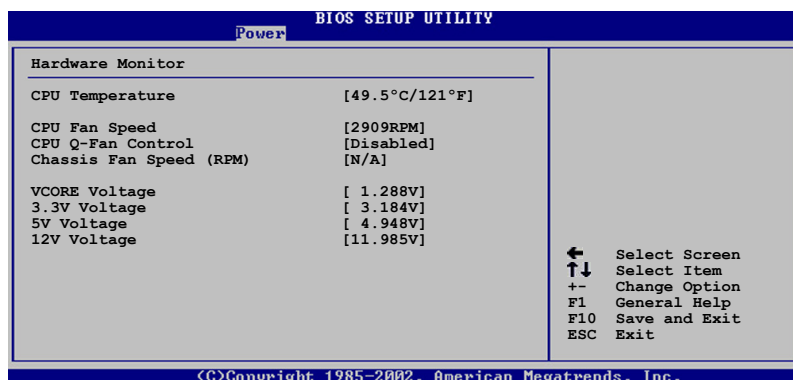 BIOS SETUP UTILITY
Power
Hardware Monitor
CPU Temperature [49.5°C/121°F]
CPU Fan Speed [2909RPM]
CPU Q-Fan Control [Disabled]
Chassis Fan Speed (RPM) [N/A]
VCORE Voltage [ 1.288V]
3.3V Voltage [ 3.184V]
5V Voltage [ 4.948V]
12V Voltage [11.985V]
← Select Screen
↑↓ Select Item
+- Change Option
F1 General Help
F10 Save and Exit
ESC Exit
(C)Copyright 1985-2002, American Megatrends, Inc.